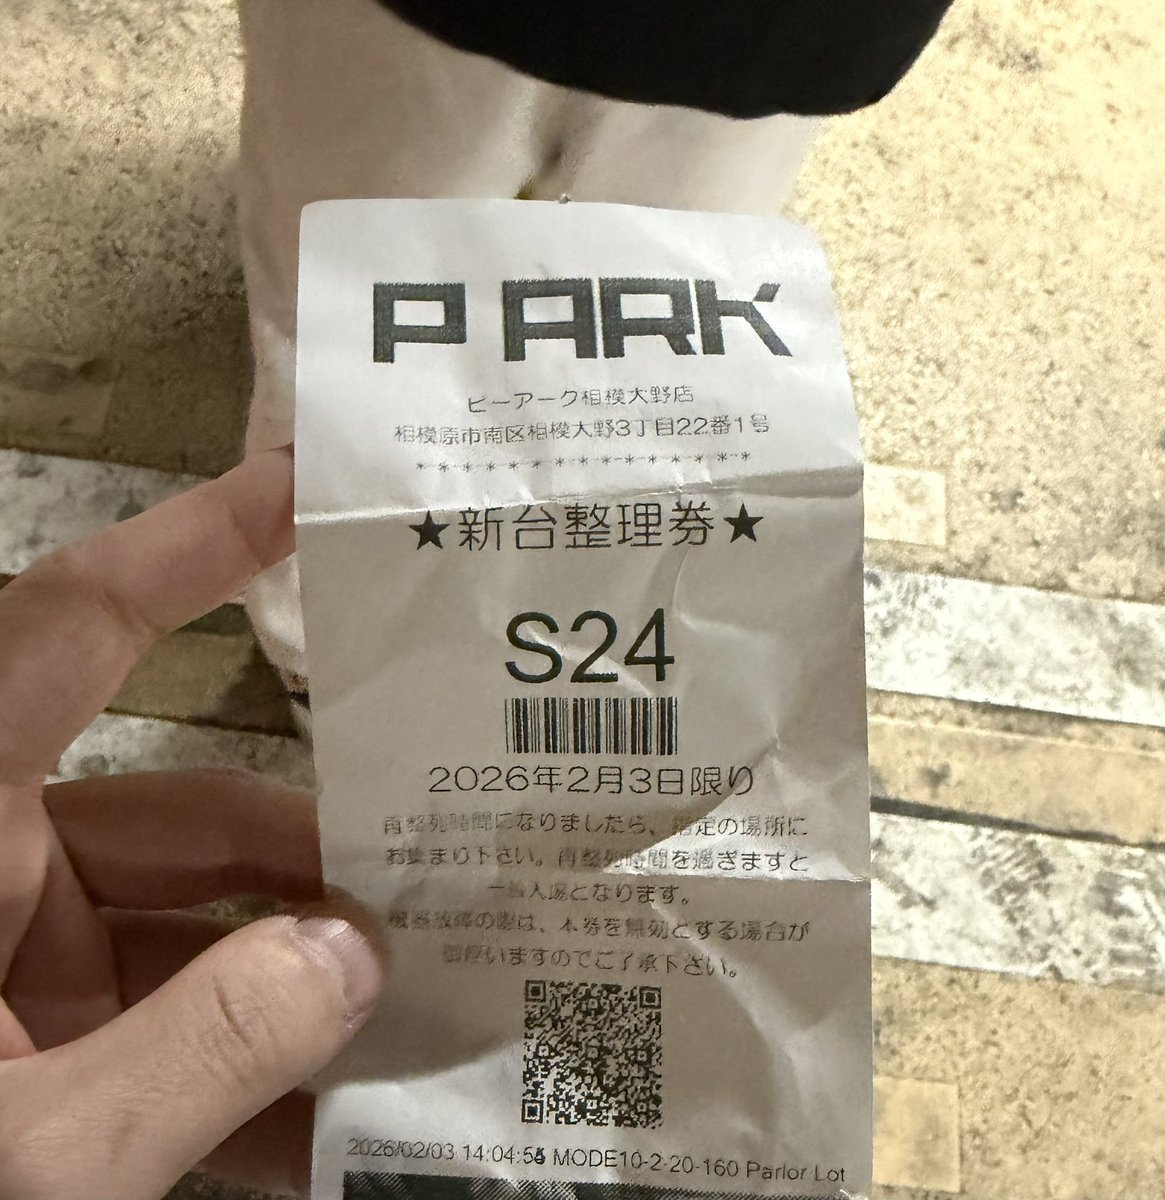 P ARK
ピーアーク相模大野店
相模原市南区相模大野3丁目22番1号
* * * * * * * * * * * * * * *
★新台整理券★
S24
2026年2月3日限り
再整列時間になりましたら、指定の場所に
お集まり下さい。再整列時間を過ぎますと
一般入場となります。
機器故障の際は、本券を無効とする場合が
御座いますのでご了承下さい。
2026/02/03 14:04:54 MODE10-2-20-160 Parlor Lot